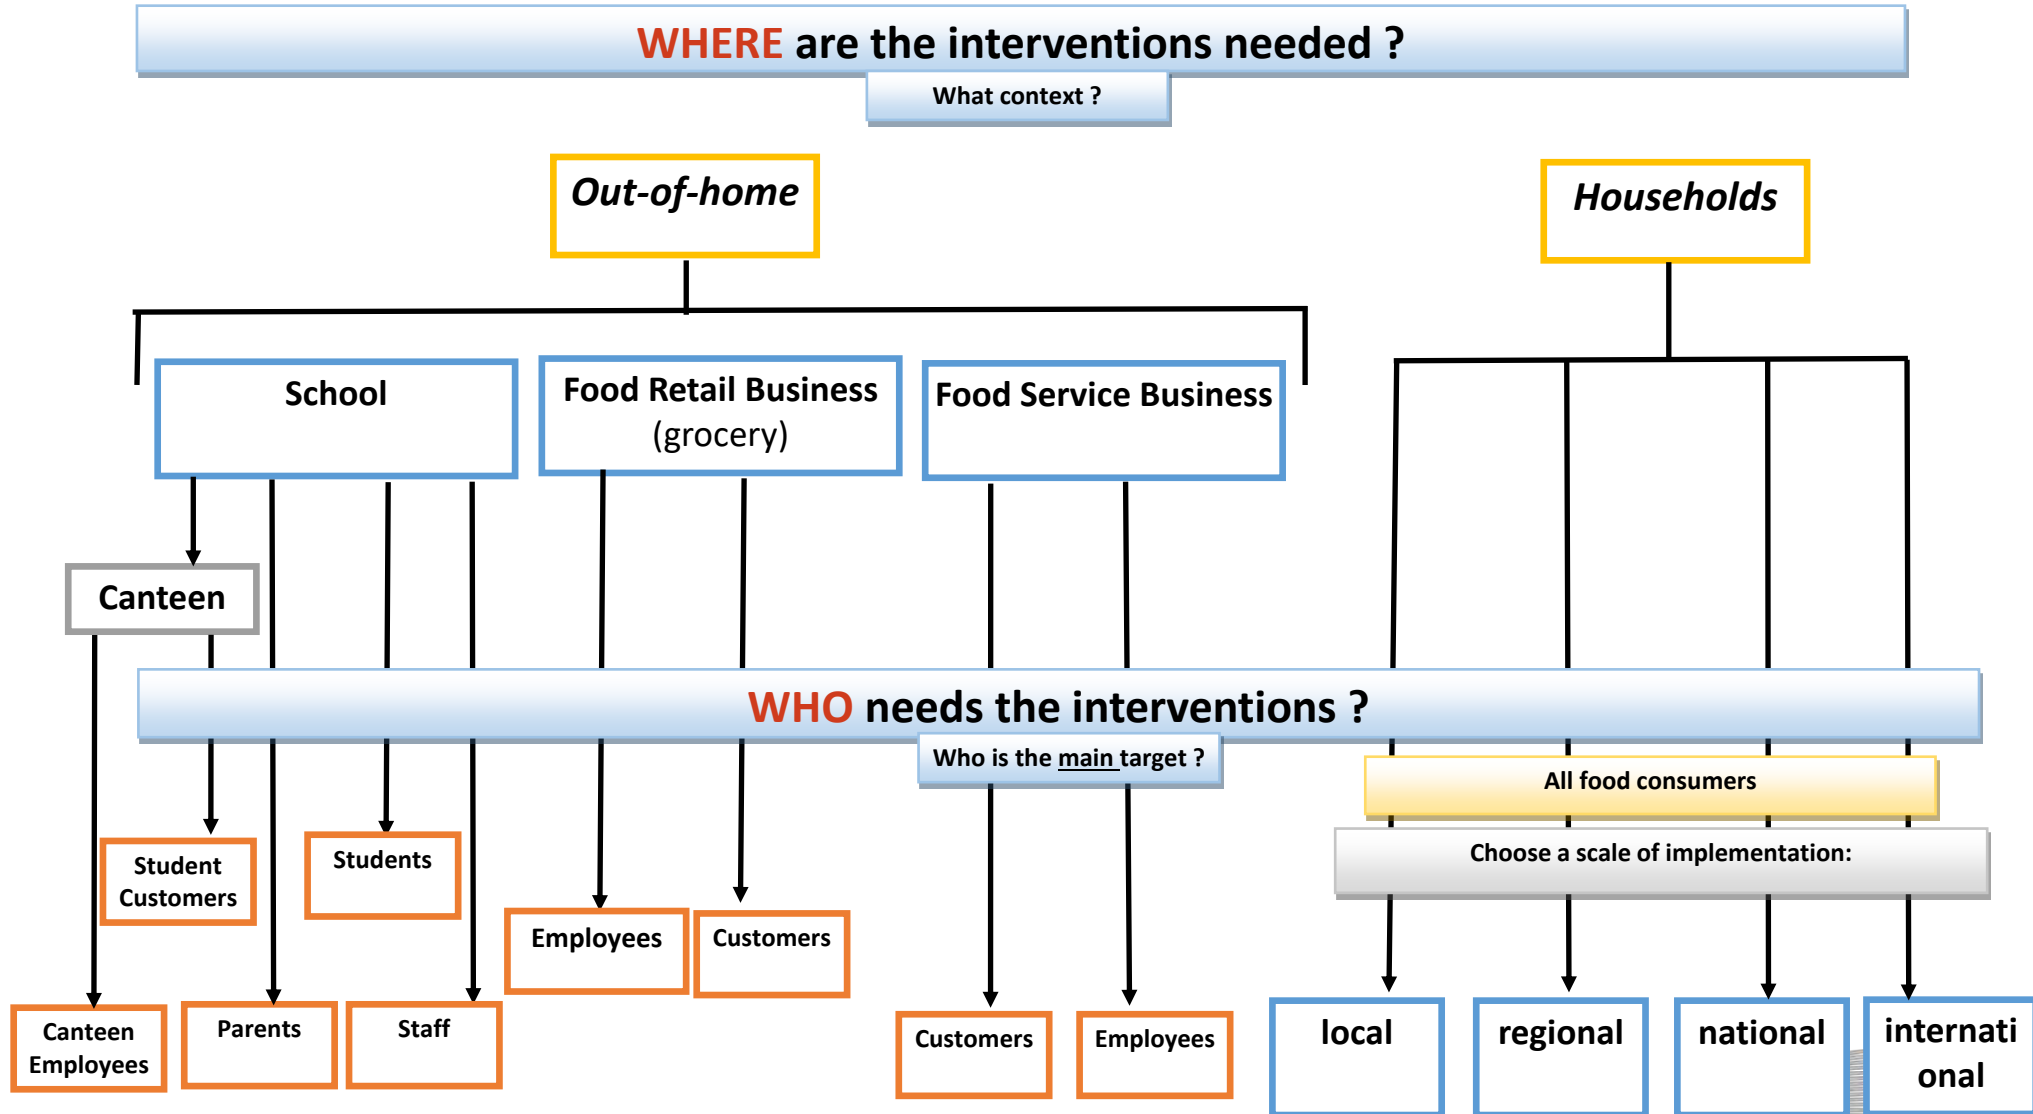 WHERE are the interventions needed ?
What context ?
Out-of-home
Households
School
Food Retail Business
(grocery)
Food Service Business
Canteen
WHO needs the interventions ?
Who is the main target ?
All food consumers
Choose a scale of implementation:
Student
Customers
Students
Employees
Customers
Canteen
Employees
Parents
Staff
Customers
Employees
local
regional
national
internati
onal